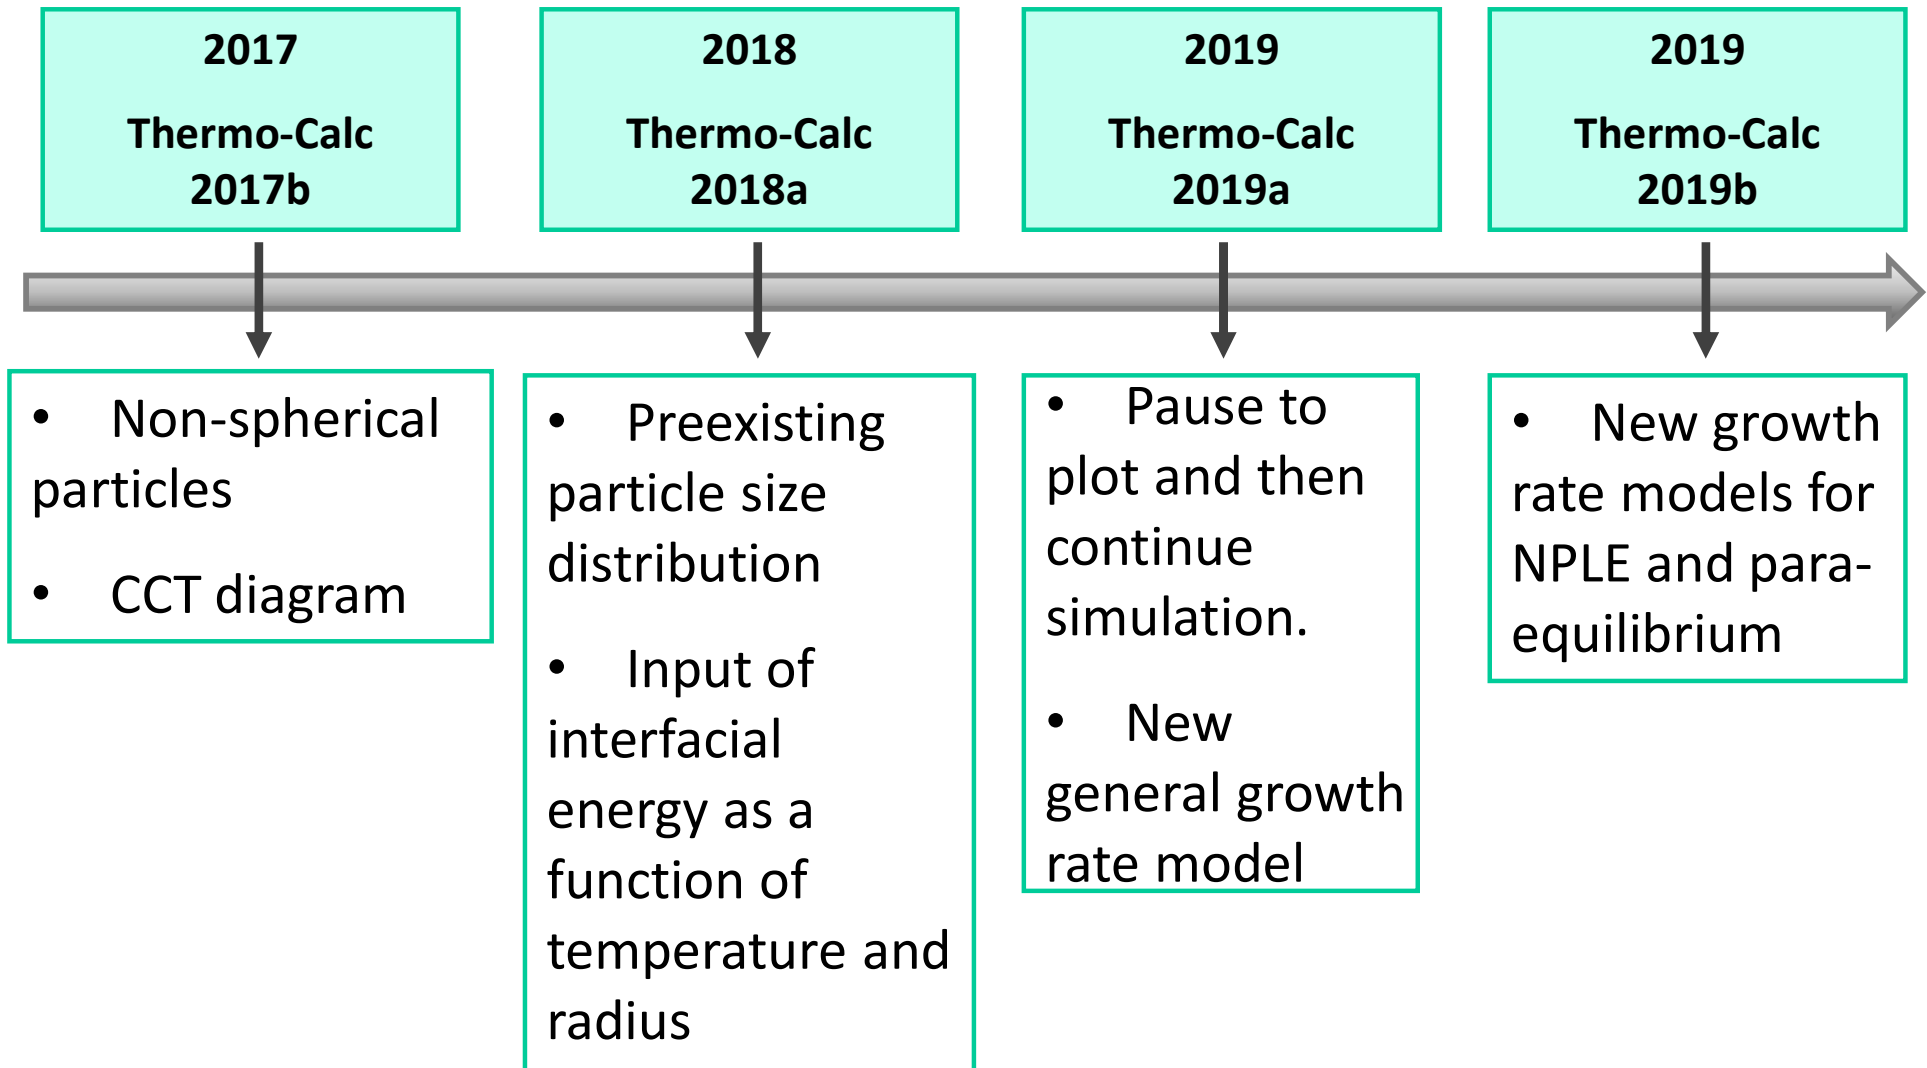 2017
Thermo-Calc
2017b
2018
Thermo-Calc
2018a
2019
Thermo-Calc
2019a
2019
Thermo-Calc
2019b
• Non-spherical
particles
• CCT diagram
• Preexisting
particle size
distribution
• Input of
interfacial
energy as a
function of
temperature and
radius
• Pause to
plot and then
continue
simulation.
• New
general growth
rate model
• New growth
rate models for
NPLE and para-
equilibrium